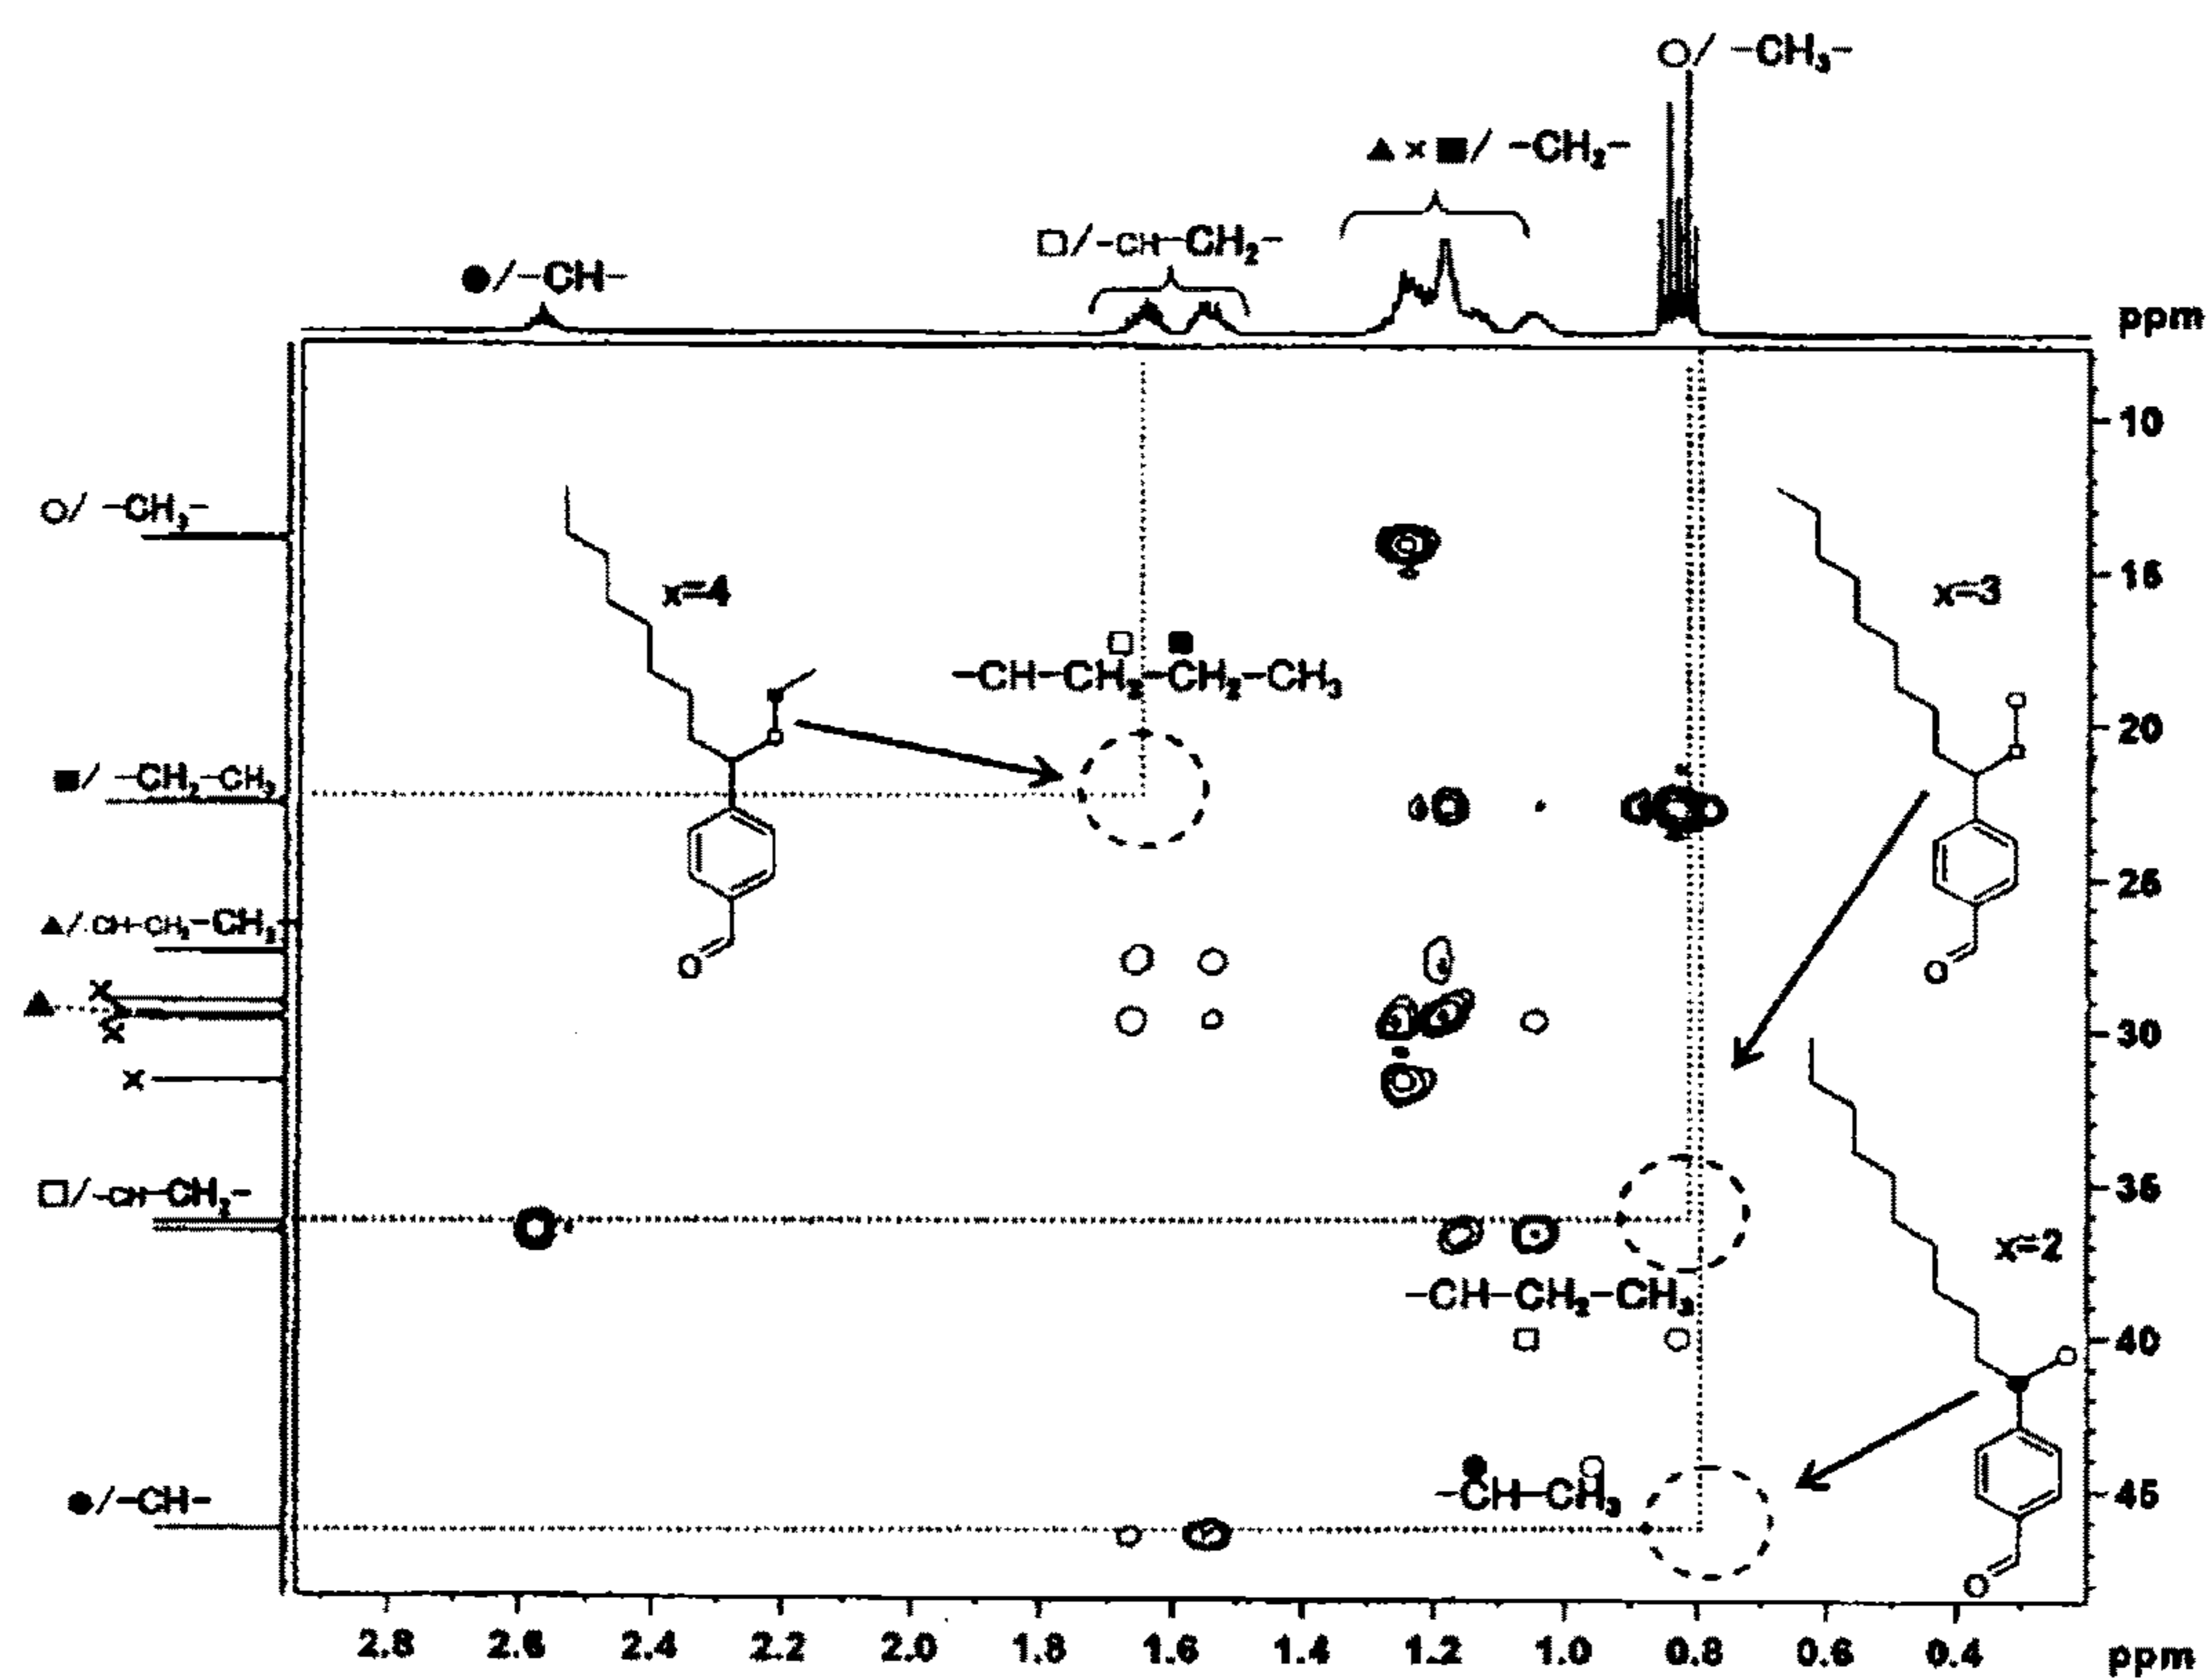 ○/ -CH₃-
▲ × ■/ -CH₂-
□/-CH-CH₂-
●/-CH-
ppm
10
○/ -CH₃-
15
x=4
x=3
□ ■
-CH-CH₂-CH₂-CH₃
20
■/ -CH₂-CH₃
25
▲/.CH-CH₂-CH₂-
O
O
×
▲
×
30
×
□/-CH-CH₂-
35
x=2
-CH-CH₂-CH₃
□ ○
40
● ○
-CH-CH₃
●/-CH-
45
O
2.8 2.6 2.4 2.2 2.0 1.8 1.6 1.4 1.2 1.0 0.8 0.6 0.4 ppm